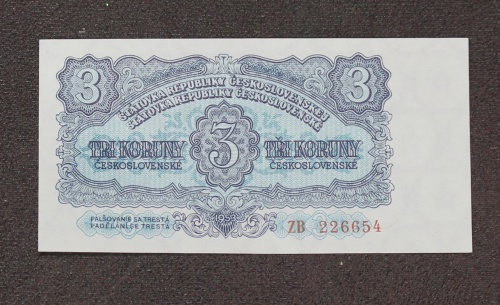 3 3
ŠTÁTOVKA REPUBLIKY ČESKOSLOVENSKEJ
STÁTOVKA REPUBLIKY ČESKOSLOVENSKÉ
TRI KORUNY 3 TŘI KORUNY
ČESKOSLOVENSKÉ ČESKOSLOVENSKÉ
FALŠOVANIE SA TRESTÁ
PADĚLÁNÍ SE TRESTÁ
1953
ZB 226654